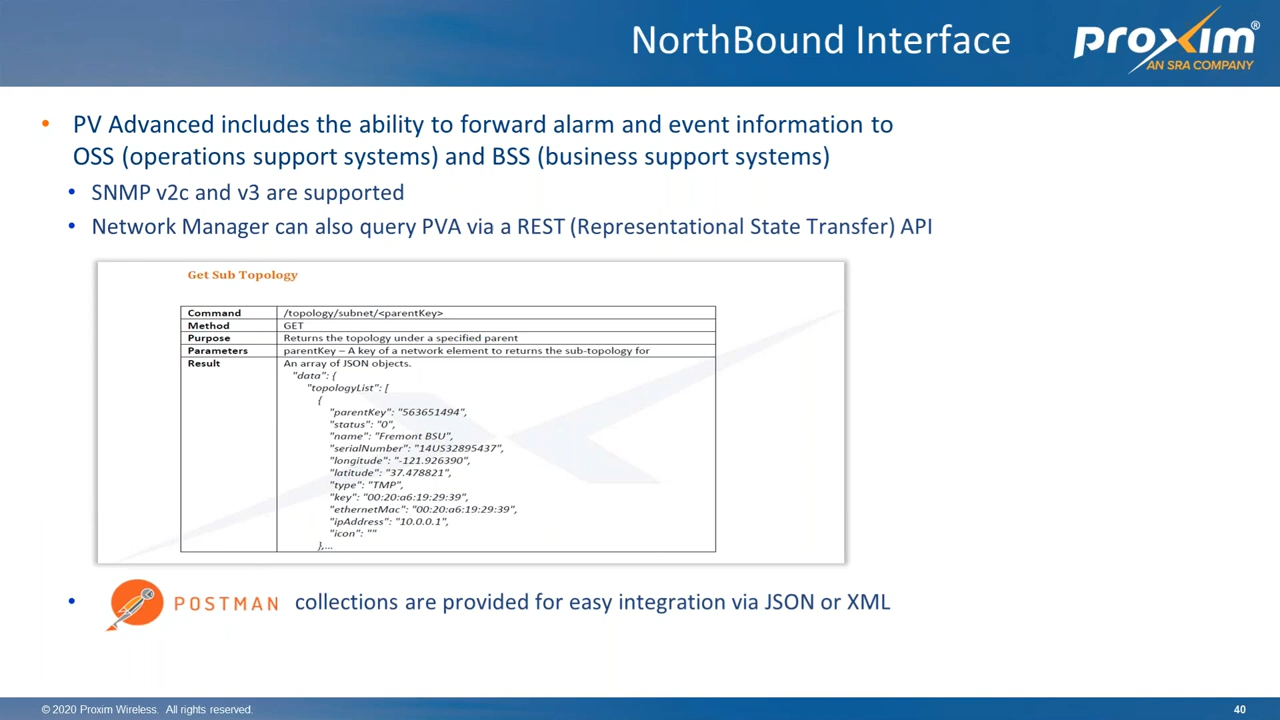 NorthBound Interface
proxim®
AN SRA COMPANY
• PV Advanced includes the ability to forward alarm and event information to
OSS (operations support systems) and BSS (business support systems)
• SNMP v2c and v3 are supported
• Network Manager can also query PVA via a REST (Representational State Transfer) API
Get Sub Topology
Command /topology/subnet/<parentKey>
Method GET
Purpose Returns the topology under a specified parent
Parameters parentKey – A key of a network element to returns the sub-topology for
Result An array of JSON objects.
"data": {
"topologyList": [
{
"parentKey": "563651494",
"status": "0",
"name": "Fremont BSU",
"serialNumber": "14US32895437",
"longitude": "-121.926390",
"latitude": "37.478821",
"type": "TMP",
"key": "00:20:a6:19:29:39",
"ethernetMac": "00:20:a6:19:29:39",
"ipAddress": "10.0.0.1",
"icon": ""
},...
• POSTMAN collections are provided for easy integration via JSON or XML
© 2020 Proxim Wireless. All rights reserved.
40